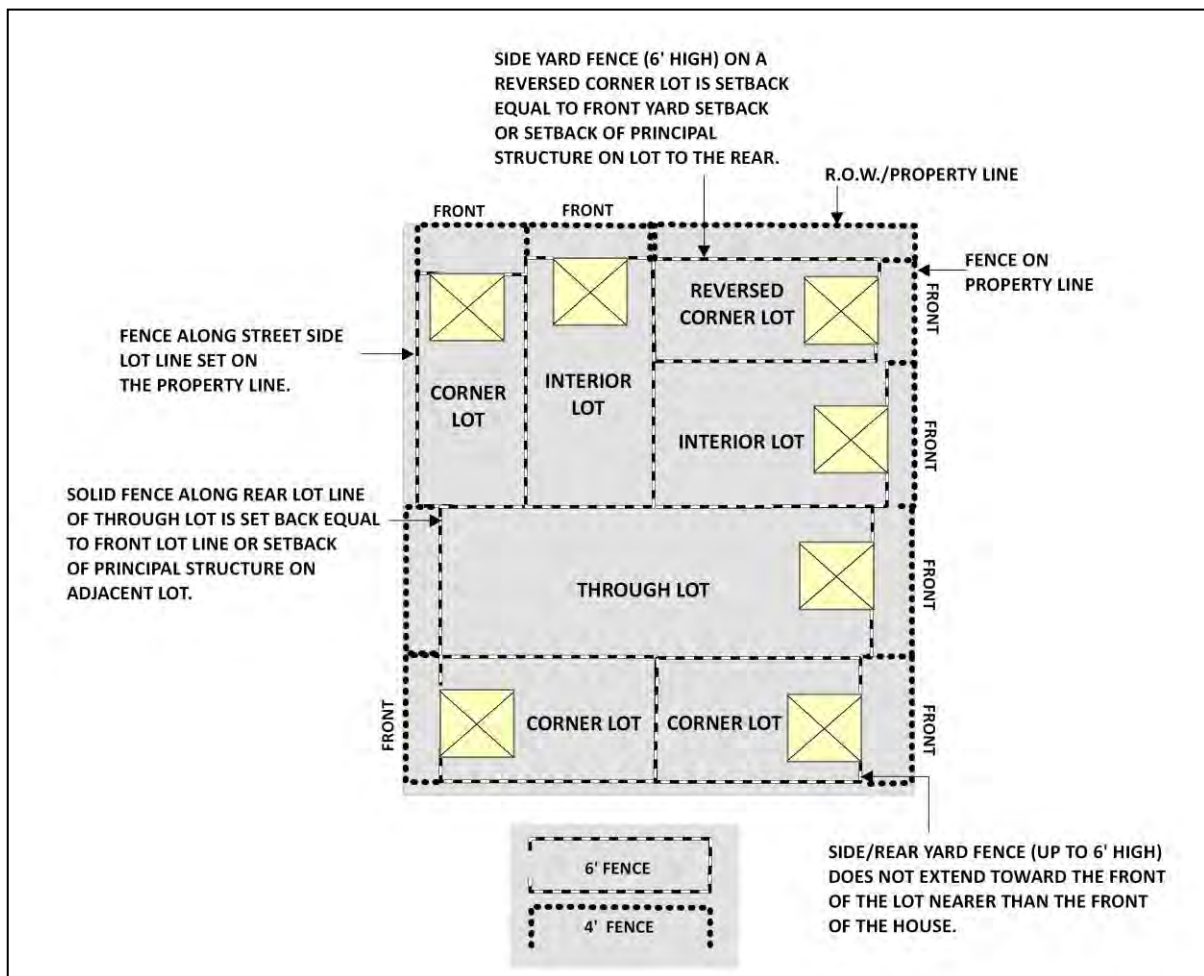 SIDE YARD FENCE (6' HIGH) ON A
REVERSED CORNER LOT IS SETBACK
EQUAL TO FRONT YARD SETBACK
OR SETBACK OF PRINCIPAL
STRUCTURE ON LOT TO THE REAR.
R.O.W./PROPERTY LINE
FRONT
FRONT
FENCE ON
PROPERTY LINE
REVERSED
CORNER LOT
FRONT
FENCE ALONG STREET SIDE
LOT LINE SET ON
THE PROPERTY LINE.
CORNER
LOT
INTERIOR
LOT
INTERIOR LOT
FRONT
SOLID FENCE ALONG REAR LOT LINE
OF THROUGH LOT IS SET BACK EQUAL
TO FRONT LOT LINE OR SETBACK
OF PRINCIPAL STRUCTURE ON
ADJACENT LOT.
THROUGH LOT
FRONT
FRONT
CORNER LOT
CORNER LOT
FRONT
SIDE/REAR YARD FENCE (UP TO 6' HIGH)
DOES NOT EXTEND TOWARD THE FRONT
OF THE LOT NEARER THAN THE FRONT
OF THE HOUSE.
6' FENCE
4' FENCE